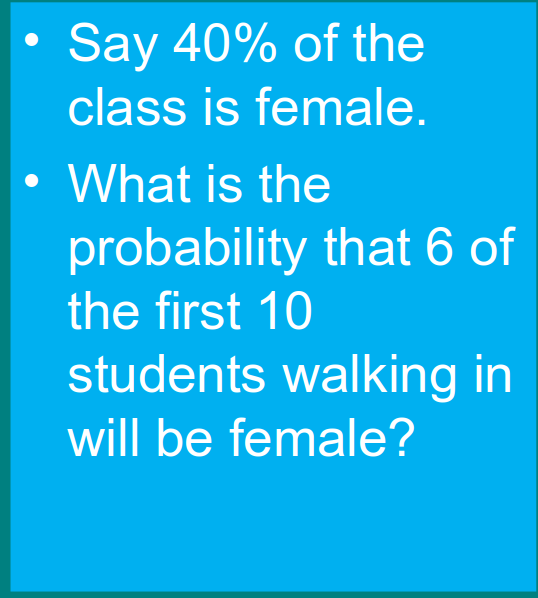 • Say 40% of the
class is female.
• What is the
probability that 6 of
the first 10
students walking in
will be female?